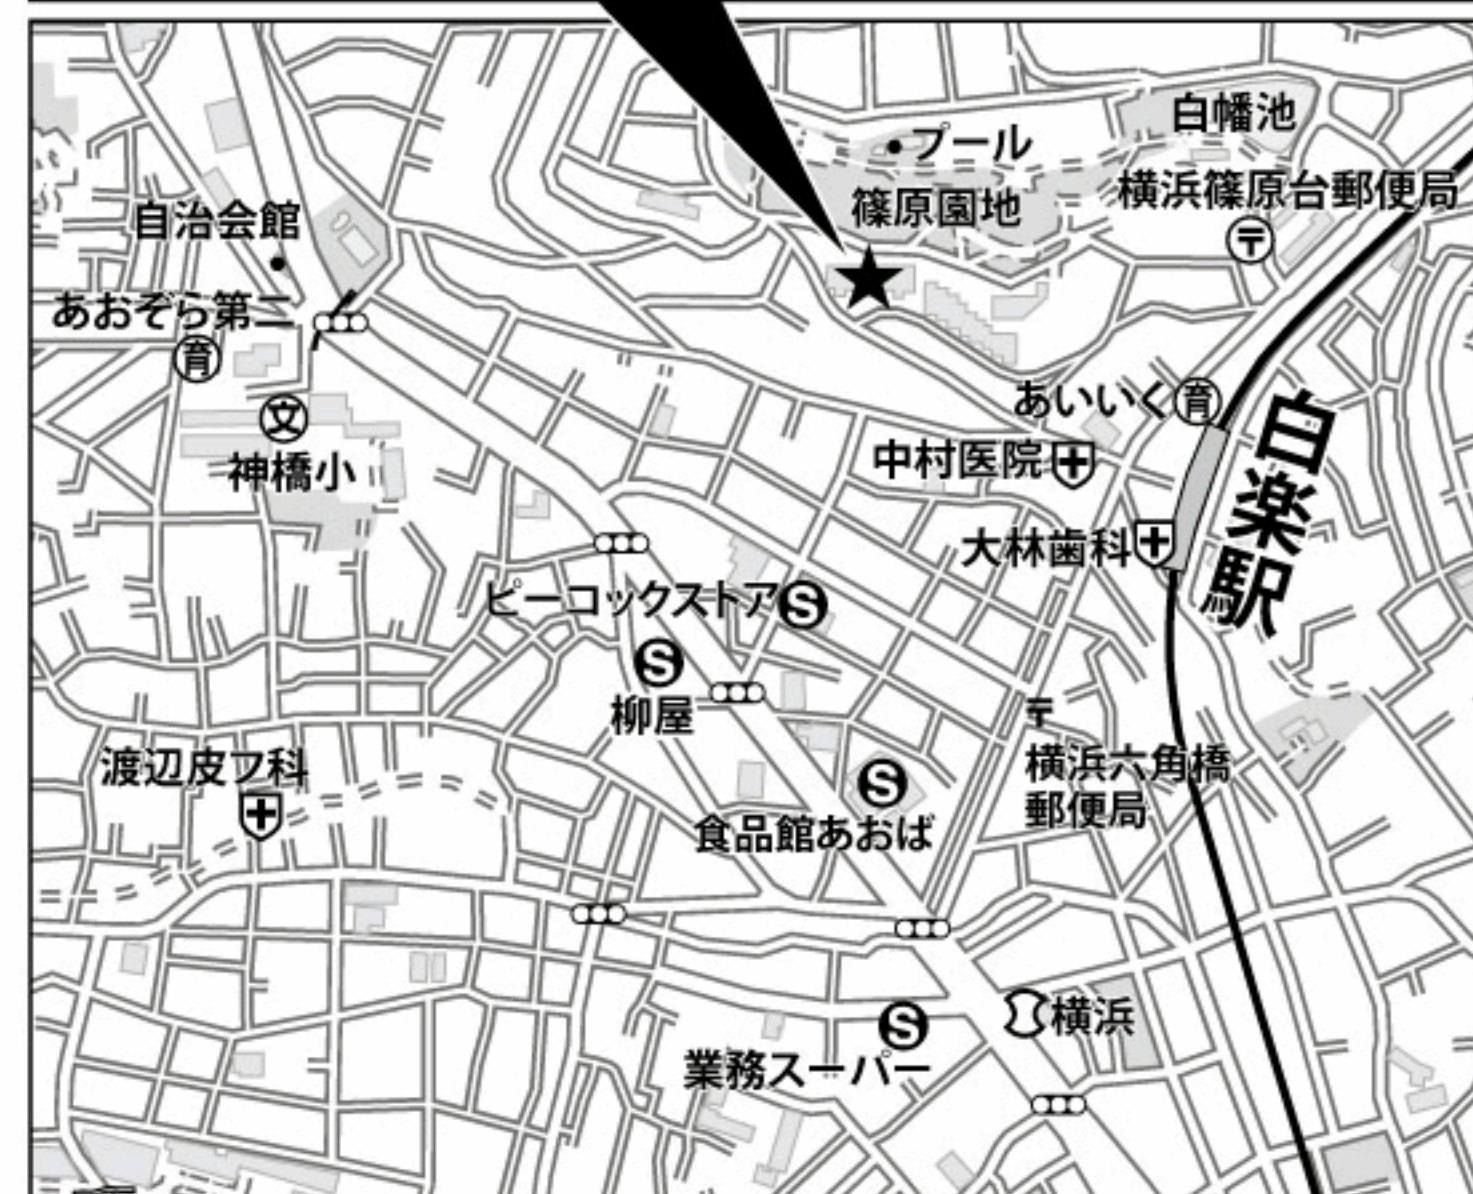 白幡池
プール
横浜篠原台郵便局
篠原園地
〒
自治会館
あおぞら第二
育
あいいく育
文
神橋小
中村医院
白楽駅
大林歯科
ピーコックストアS
S
柳屋
〒
横浜六角橋
郵便局
渡辺皮フ科
S
食品館あおば
S
横浜
業務スーパー